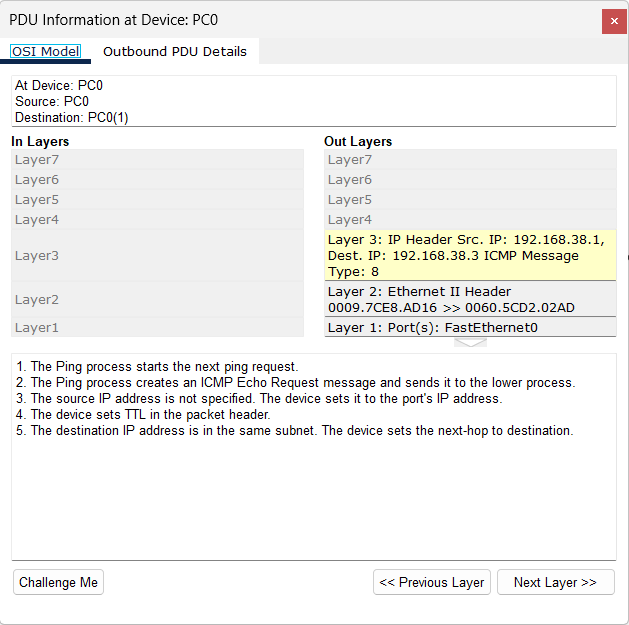 PDU Information at Device: PC0
OSI Model
Outbound PDU Details
At Device: PC0
Source: PC0
Destination: PC0(1)
In Layers
Layer7
Layer6
Layer5
Layer4
Layer3
Layer2
Layer1
Out Layers
Layer7
Layer6
Layer5
Layer4
Layer 3: IP Header Src. IP: 192.168.38.1,
Dest. IP: 192.168.38.3 ICMP Message
Type: 8
Layer 2: Ethernet II Header
0009.7CE8.AD16 >> 0060.5CD2.02AD
Layer 1: Port(s): FastEthernet0
1. The Ping process starts the next ping request.
2. The Ping process creates an ICMP Echo Request message and sends it to the lower process.
3. The source IP address is not specified. The device sets it to the port's IP address.
4. The device sets TTL in the packet header.
5. The destination IP address is in the same subnet. The device sets the next-hop to destination.
Challenge Me
<< Previous Layer
Next Layer >>